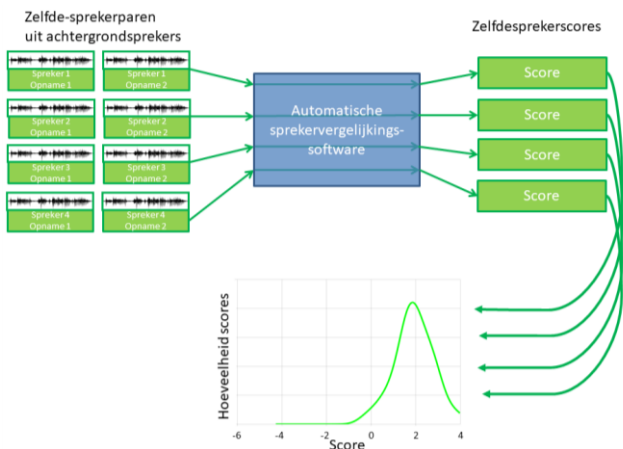 Zelfde-sprekerparen
uit achtergrondsprekers
Zelfdesprekerscores
Spreker 1
Opname 1
Spreker 1
Opname 2
Spreker 2
Opname 1
Spreker 2
Opname 2
Spreker 3
Opname 1
Spreker 3
Opname 2
Spreker 4
Opname 1
Spreker 4
Opname 2
Automatische
sprekervergelijkings-
software
Score
Score
Score
Score
Hoeveelheid scores
-6 -4 -2 0 2 4
Score